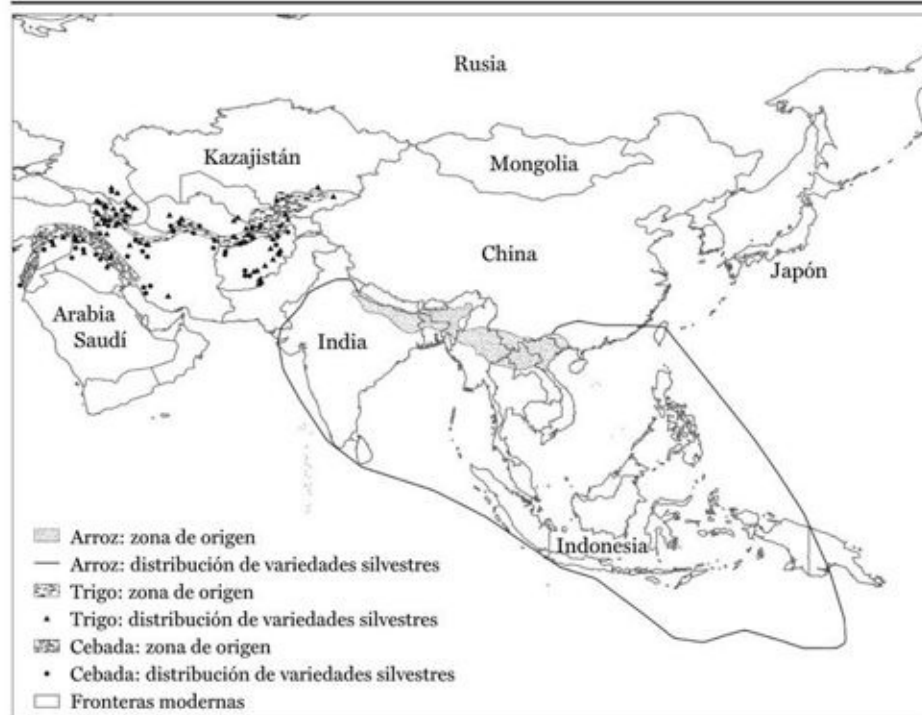 Rusia
Kazajistán
Mongolia
China
Japón
Arabia
Saudí
India
Indonesia
Arroz: zona de origen
Arroz: distribución de variedades silvestres
Trigo: zona de origen
Trigo: distribución de variedades silvestres
Cebada: zona de origen
Cebada: distribución de variedades silvestres
Fronteras modernas